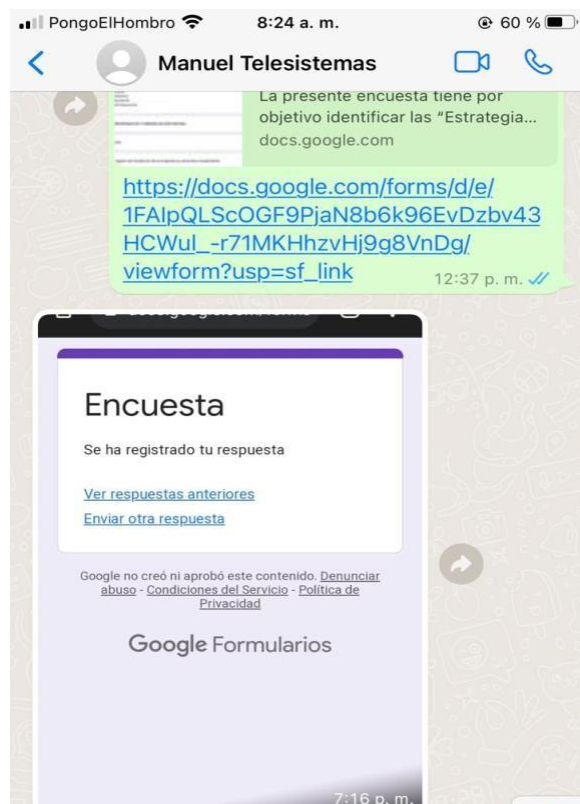 PongoElHombro 8:24 a. m. 60 %
Manuel Telesistemas
La presente encuesta tiene por
objetivo identificar las “Estrategia...
docs.google.com
https://docs.google.com/forms/d/e/
1FAIpQLScOGF9PjaN8b6k96EvDzbv43
HCWul_-r71MKHhzvHj9g8VnDg/
viewform?usp=sf_link
12:37 p. m.
Encuesta
Se ha registrado tu respuesta
Ver respuestas anteriores
Enviar otra respuesta
Google no creó ni aprobó este contenido. Denunciar
abuso - Condiciones del Servicio - Política de
Privacidad
Google Formularios
7:16 p. m.